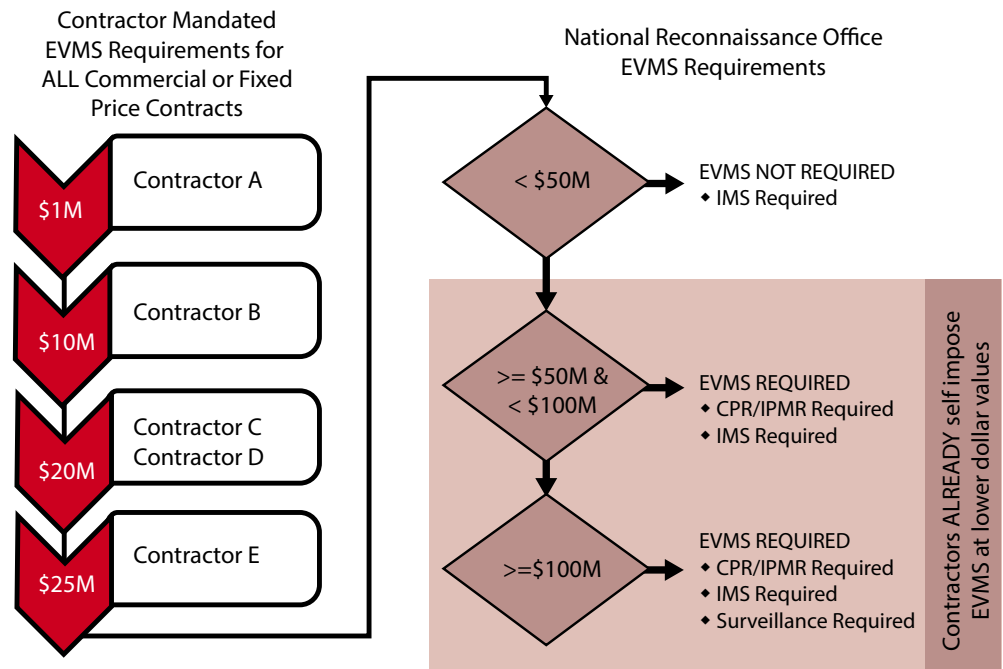 Contractor Mandated
EVMS Requirements for
ALL Commercial or Fixed
Price Contracts
$1M
Contractor A
$10M
Contractor B
$20M
Contractor C
Contractor D
$25M
Contractor E
National Reconnaissance Office
EVMS Requirements
< $50M
EVMS NOT REQUIRED
◆ IMS Required
>= $50M &
< $100M
EVMS REQUIRED
◆ CPR/IPMR Required
◆ IMS Required
>=$100M
EVMS REQUIRED
◆ CPR/IPMR Required
◆ IMS Required
◆ Surveillance Required
Contractors ALREADY self impose
EVMS at lower dollar values